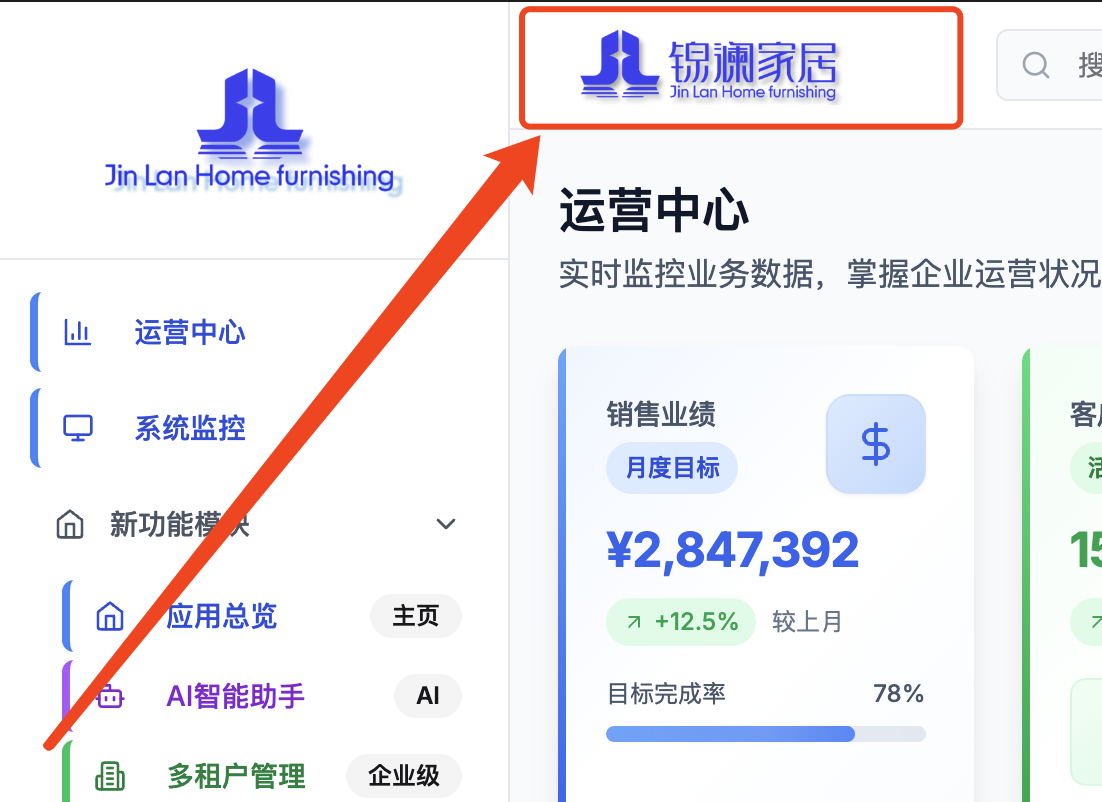 Jin Lan Home furnishing
运营中心
系统监控
新功能模块
应用总览
主页
AI智能助手
AI
多租户管理
企业级
锦澜家居
Jin Lan Home furnishing
搜
运营中心
实时监控业务数据，掌握企业运营状况
销售业绩
月度目标
$
¥2,847,392
+12.5% 较上月
目标完成率 78%
客户
活
15